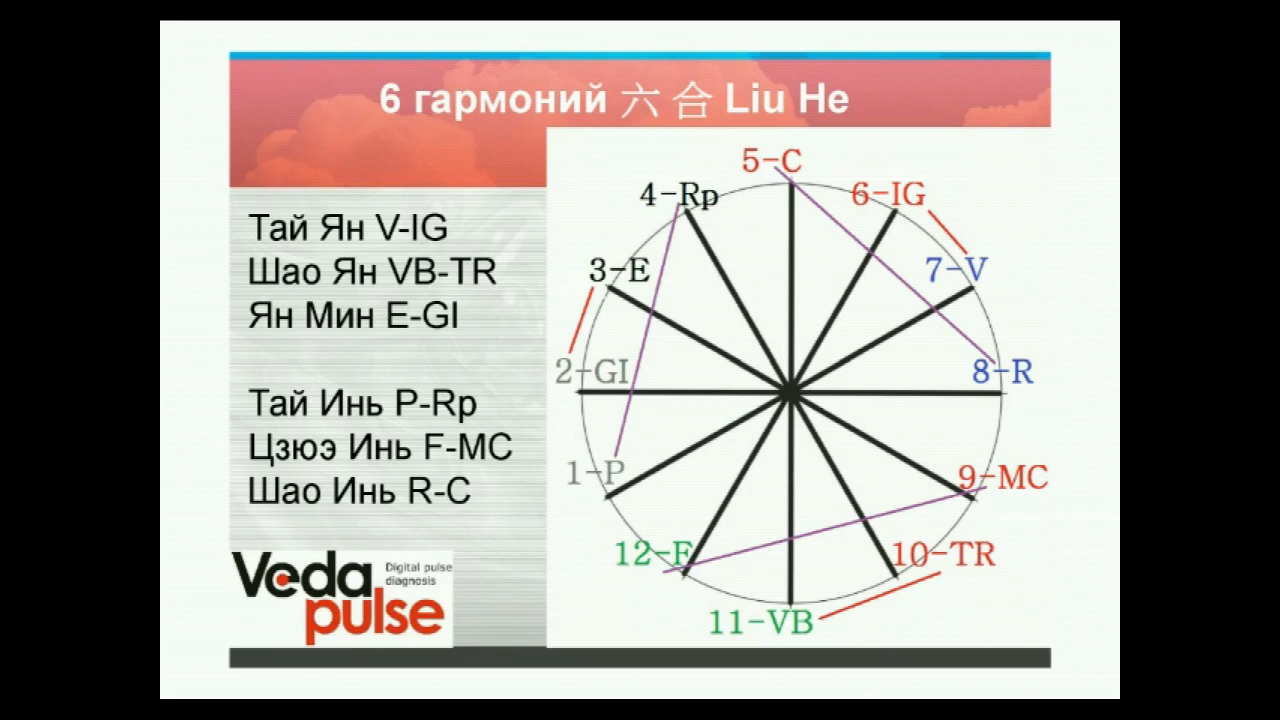 6 гармоний 六 合 Liu He
Тай Ян V-IG
Шао Ян VB-TR
Ян Мин E-GI
Тай Инь P-Rp
Цзюэ Инь F-MC
Шао Инь R-C
5-C
4-Rp
6-IG
3-E
7-V
2-GI
8-R
1-P
9-MC
12-F
10-TR
11-VB
Veda
pulse
Digital pulse
diagnosis